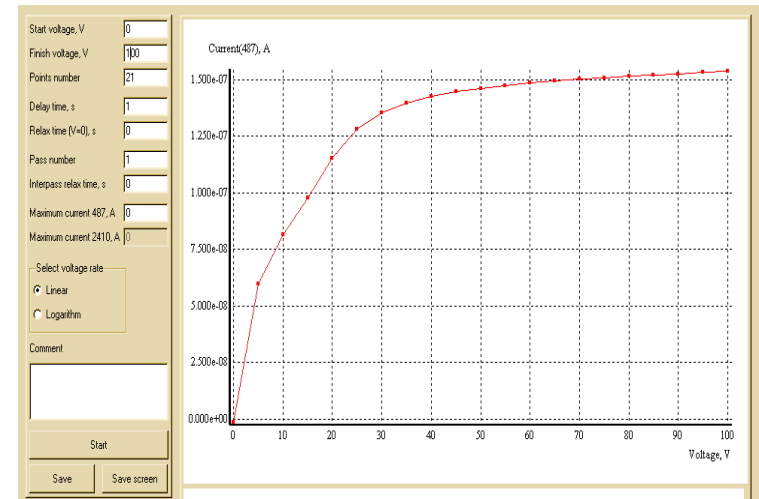 Start voltage, V 0
Finish voltage, V 100
Points number 21
Delay time, s 1
Relax time (V=0), s 0
Pass number 1
Interpass relax time, s 0
Maximum current 487, A 0
Maximum current 2410, A 0
Select voltage rate
Linear
Logarithm
Comment
Start
Save Save screen
Current(487), A
1.500e-07
1.250e-07
1.000e-07
7.500e-08
5.000e-08
2.500e-08
0.000e+00
0 10 20 30 40 50 60 70 80 90 100
Voltage, V